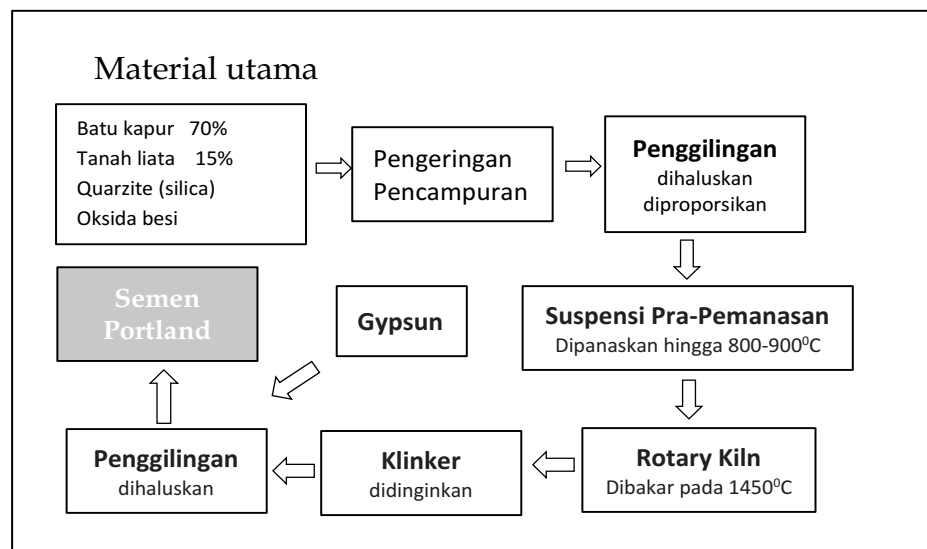 Material utama
Batu kapur 70%
Tanah liata 15%
Quarzite (silica)
Oksida besi
Pengeringan
Pencampuran
Penggilingan
dihaluskan
diproporsikan
Suspensi Pra-Pemanasan
Dipanaskan hingga 800-900⁰C
Rotary Kiln
Dibakar pada 1450⁰C
Klinker
didinginkan
Gypsun
Penggilingan
dihaluskan
Semen
Portland